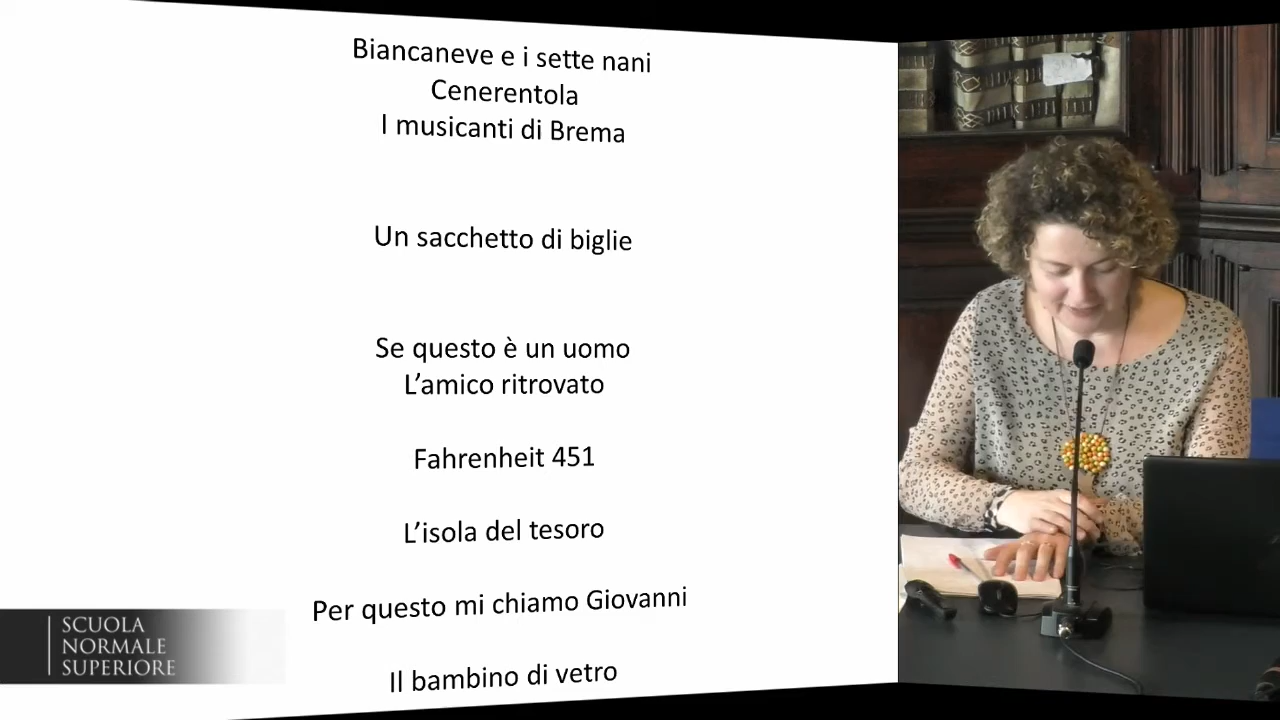 Biancaneve e i sette nani
Cenerentola
I musicanti di Brema
Un sacchetto di biglie
Se questo è un uomo
L'amico ritrovato
Fahrenheit 451
L'isola del tesoro
Per questo mi chiamo Giovanni
Il bambino di vetro
SCUOLA
NORMALE
SUPERIORE